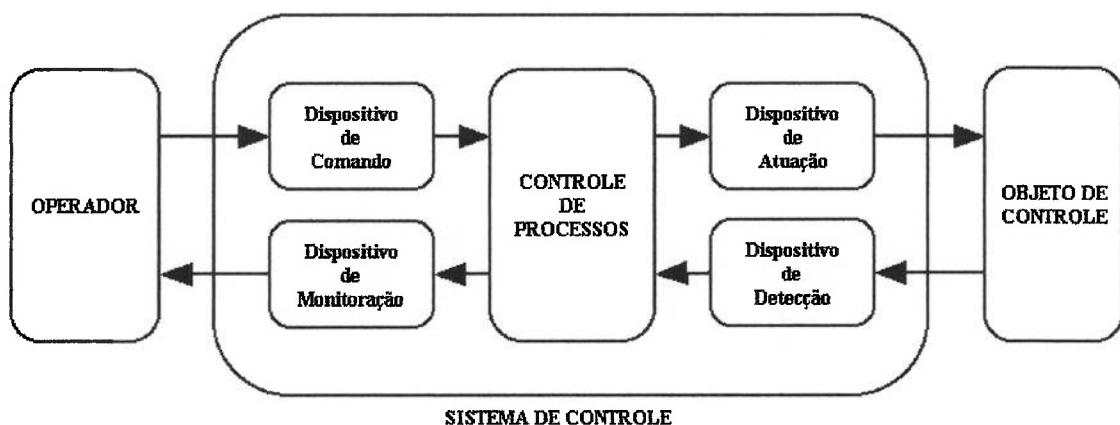 OPERADOR
Dispositivo
de
Comando
Dispositivo
de
Monitoração
CONTROLE
DE
PROCESSOS
Dispositivo
de
Atuação
Dispositivo
de
Detecção
OBJETO DE
CONTROLE
SISTEMA DE CONTROLE